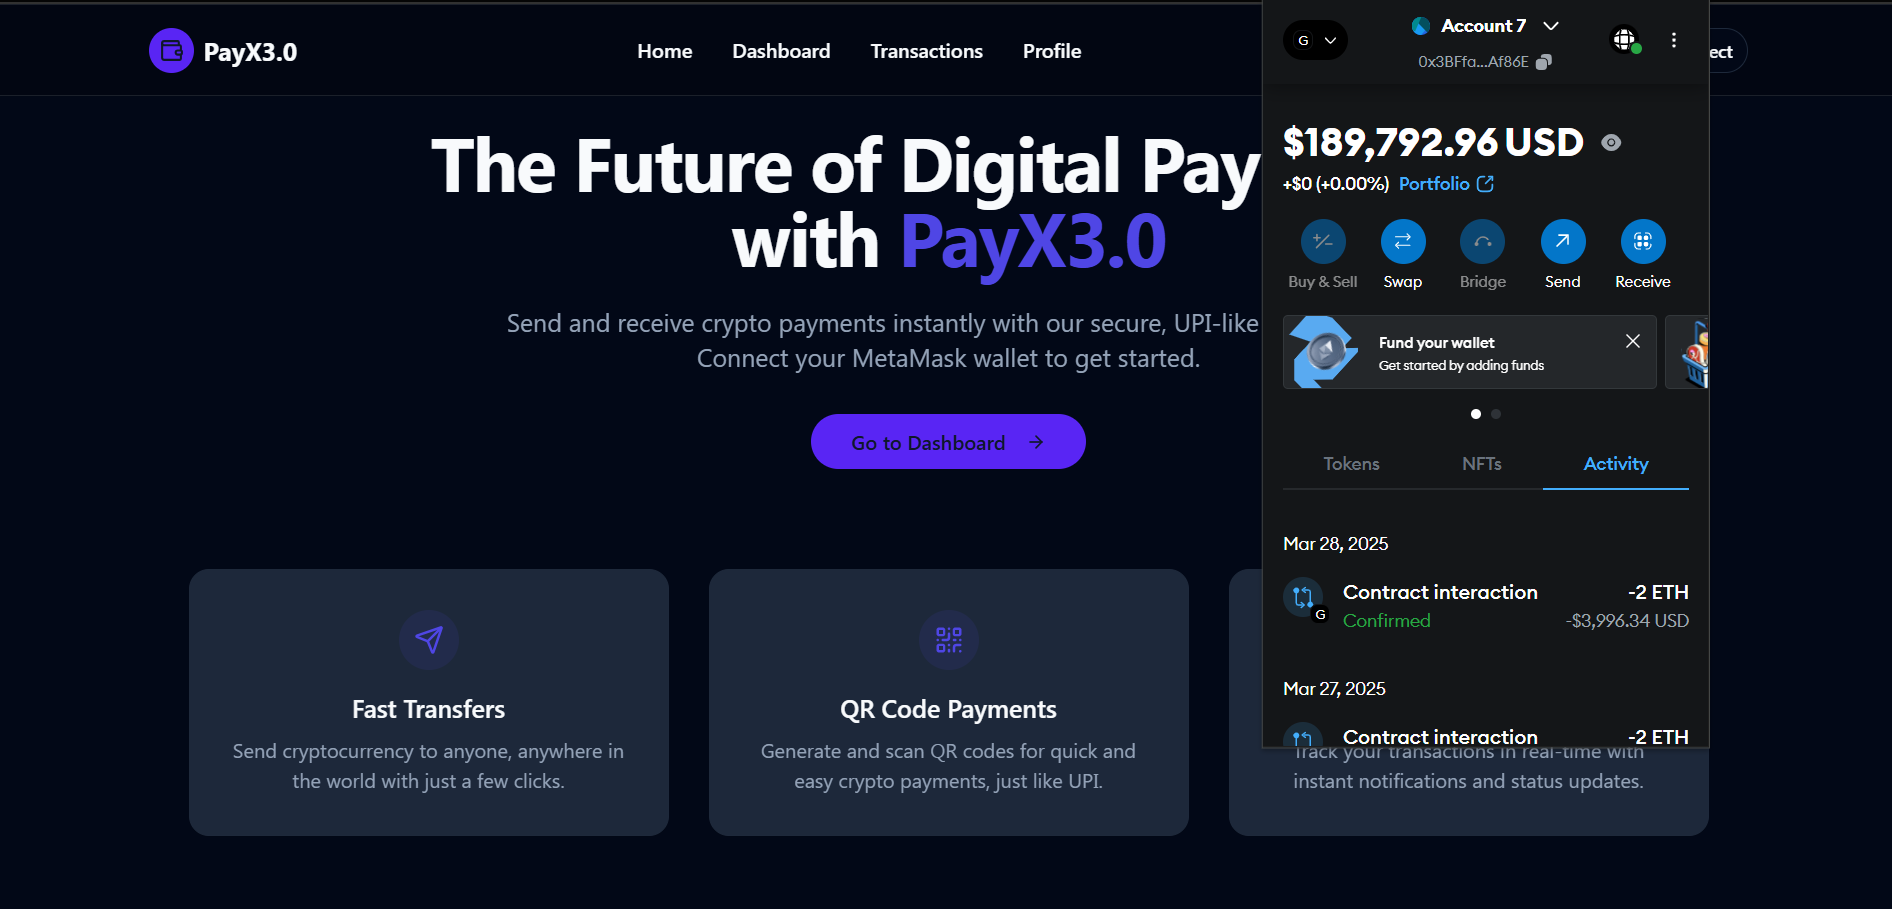 PayX3.0
Home Dashboard Transactions Profile
ect
The Future of Digital Pay
with PayX3.0
Send and receive crypto payments instantly with our secure, UPI-like
Connect your MetaMask wallet to get started.
Go to Dashboard
Fast Transfers
Send cryptocurrency to anyone, anywhere in
the world with just a few clicks.
QR Code Payments
Generate and scan QR codes for quick and
easy crypto payments, just like UPI.
Track your transactions in real-time with
instant notifications and status updates.
G
Account 7
0x3BFfa...Af86E
$189,792.96 USD
+$0 (+0.00%) Portfolio
Buy & Sell Swap Bridge Send Receive
Fund your wallet
Get started by adding funds
Tokens NFTs Activity
Mar 28, 2025
Contract interaction -2 ETH
G
Confirmed -$3,996.34 USD
Mar 27, 2025
Contract interaction -2 ETH